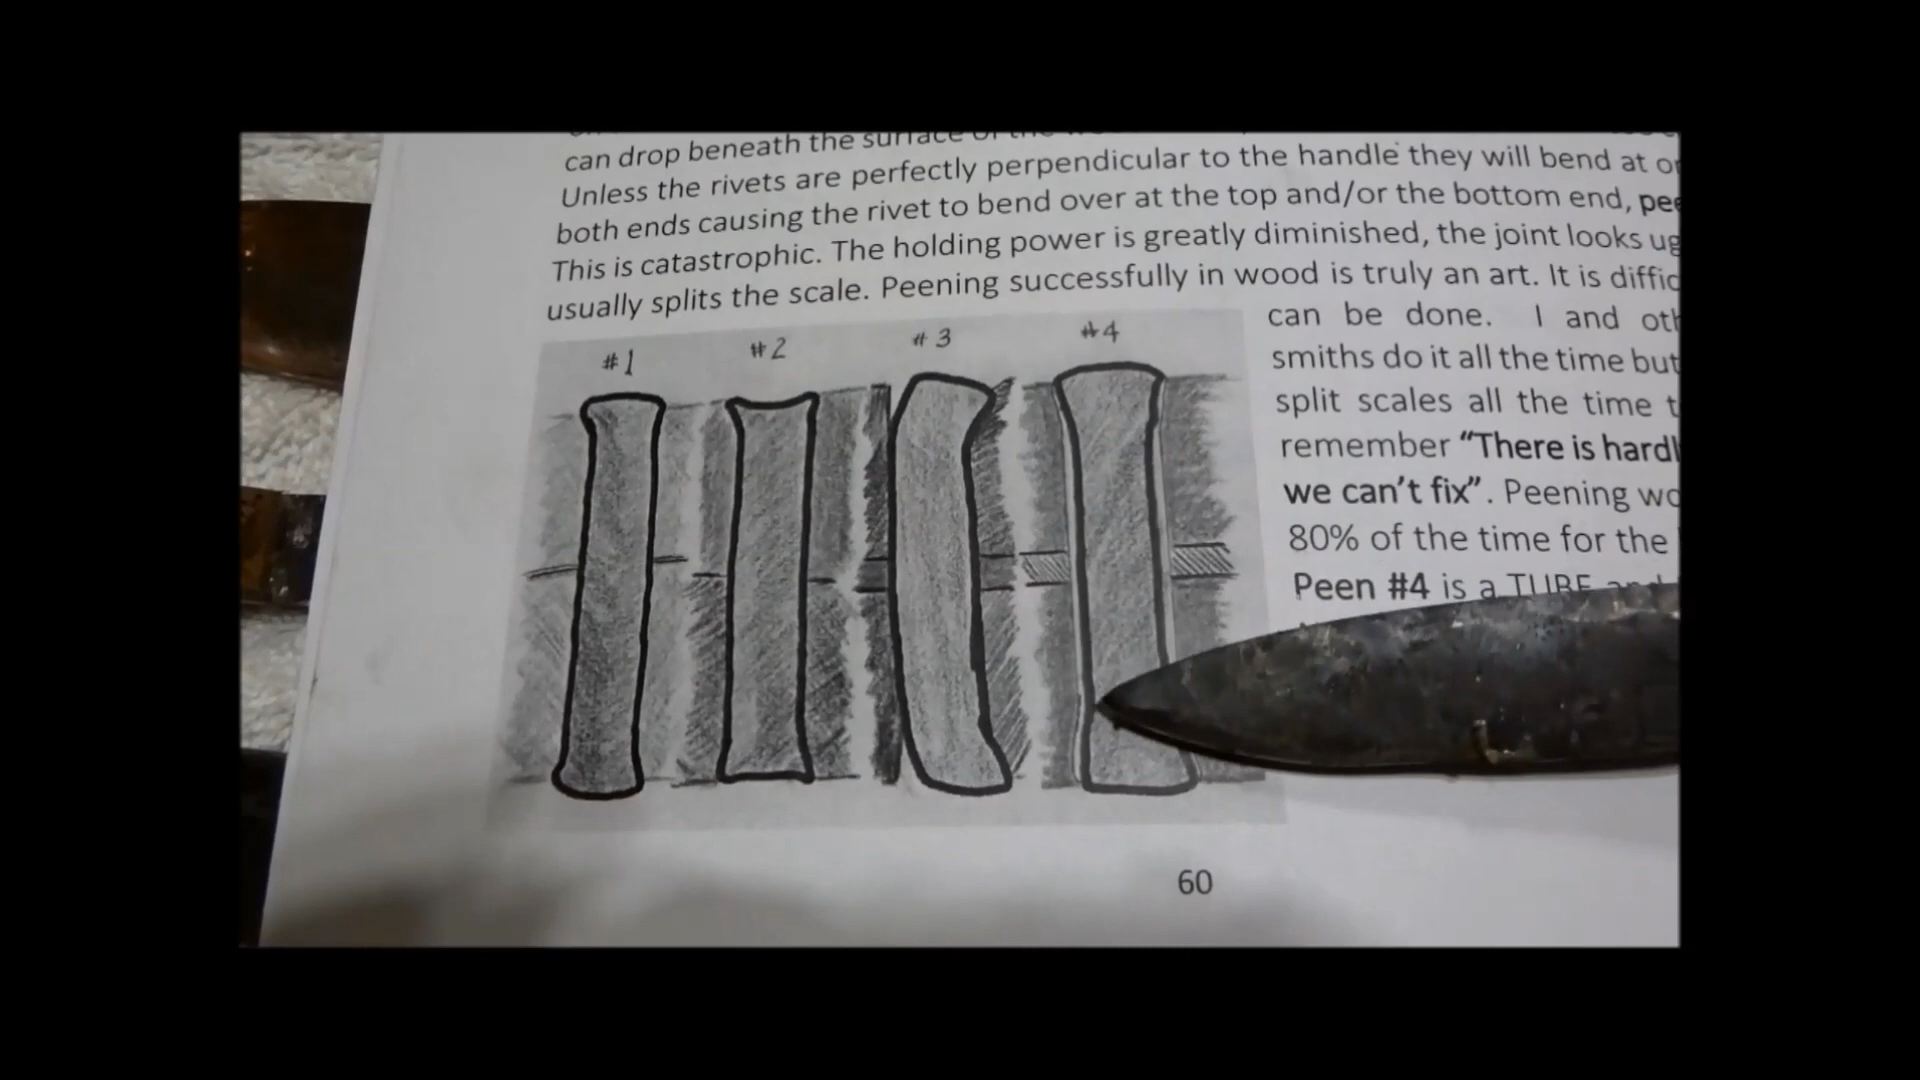 can drop beneath the surface of the
Unless the rivets are perfectly perpendicular to the handle they will bend at
both ends causing the rivet to bend over at the top and/or the bottom end,
This is catastrophic. The holding power is greatly diminished, the joint looks
usually splits the scale. Peening successfully in wood is truly an art. It is
can be done. I and
smiths do it all the time but
split scales all the time
remember “There is
we can’t fix”. Peening
80% of the time for the
Peen #4 is a TUBE and
#1 #2 #3 #4
60